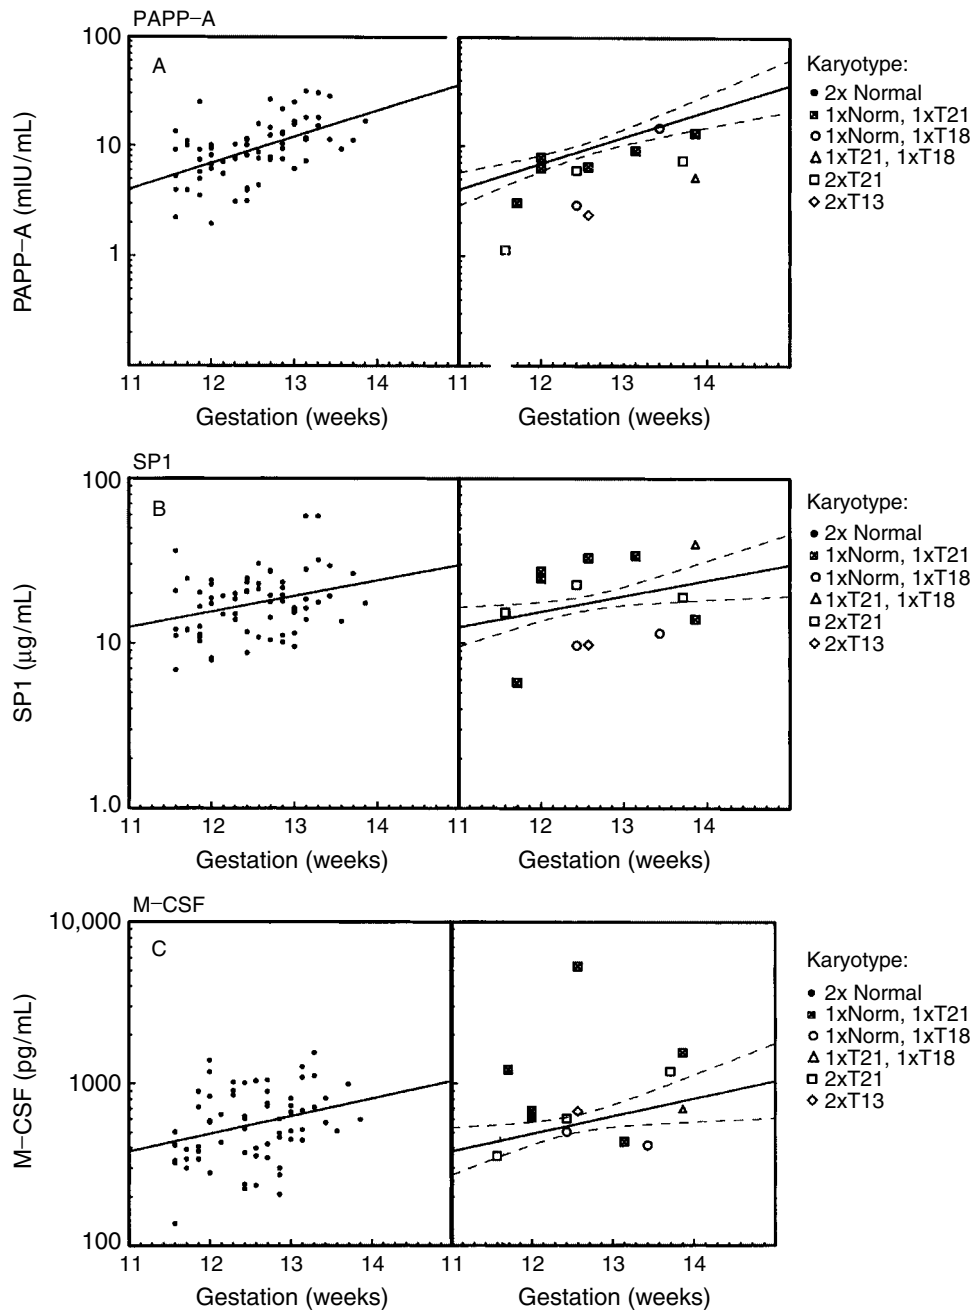 PAPP–A
100
A
10
1
PAPP–A (mIU/mL)
11 12 13 14 11 12 13 14
Gestation (weeks) Gestation (weeks)
Karyotype:
2x Normal
1xNorm, 1xT21
1xNorm, 1xT18
1xT21, 1xT18
2xT21
2xT13
SP1
100
B
10
1.0
SP1 (μg/mL)
11 12 13 14 11 12 13 14
Gestation (weeks) Gestation (weeks)
Karyotype:
2x Normal
1xNorm, 1xT21
1xNorm, 1xT18
1xT21, 1xT18
2xT21
2xT13
M–CSF
10,000
C
1000
100
M–CSF (pg/mL)
11 12 13 14 11 12 13 14
Gestation (weeks) Gestation (weeks)
Karyotype:
2x Normal
1xNorm, 1xT21
1xNorm, 1xT18
1xT21, 1xT18
2xT21
2xT13